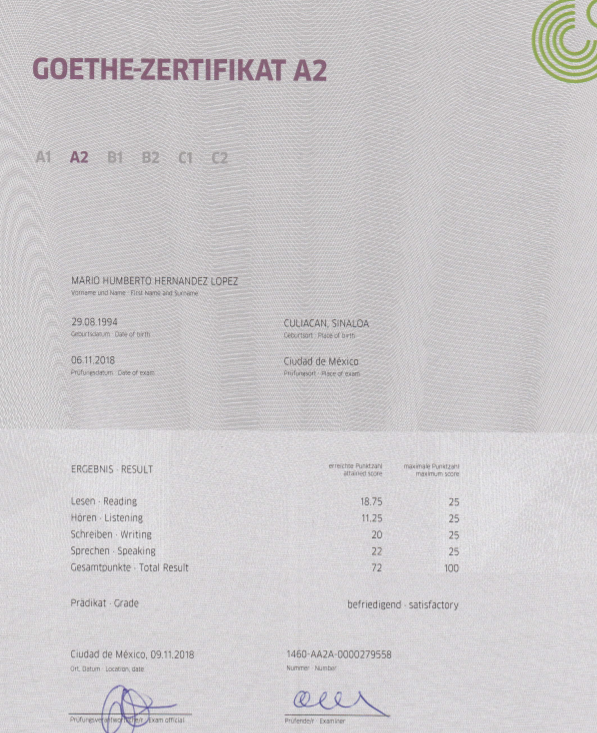 GOETHE-ZERTIFIKAT A2
A1 A2 B1 B2 C1 C2
MARIO HUMBERTO HERNANDEZ LOPEZ
Vorname und Name · First Name and Surname
29.08.1994 CULIACAN, SINALOA
Geburtsdatum · Date of birth Geburtsort · Place of birth
06.11.2018 Ciudad de México
Prüfungsdatum · Date of exam Prüfungsort · Place of exam
ERGEBNIS · RESULT erreichte Punktzahl maximale Punktzahl
attained score maximum score
Lesen · Reading 18.75 25
Hören · Listening 11.25 25
Schreiben · Writing 20 25
Sprechen · Speaking 22 25
Gesamtpunkte · Total Result 72 100
Prädikat · Grade befriedigend · satisfactory
Ciudad de México, 09.11.2018 1460-AA2A-0000279558
Ort, Datum · Location, date Nummer · Number
Exam official Prüfende/r · Examiner